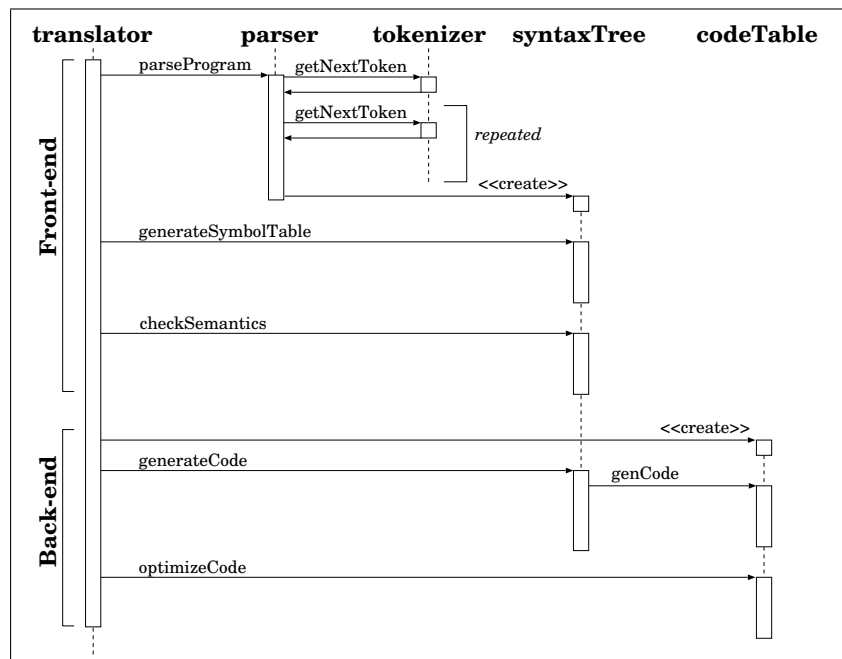 translator parser tokenizer syntaxTree codeTable
parseProgram
getNextToken
getNextToken
repeated
<<create>>
Front-end
generateSymbolTable
checkSemantics
<<create>>
generateCode
genCode
Back-end
optimizeCode